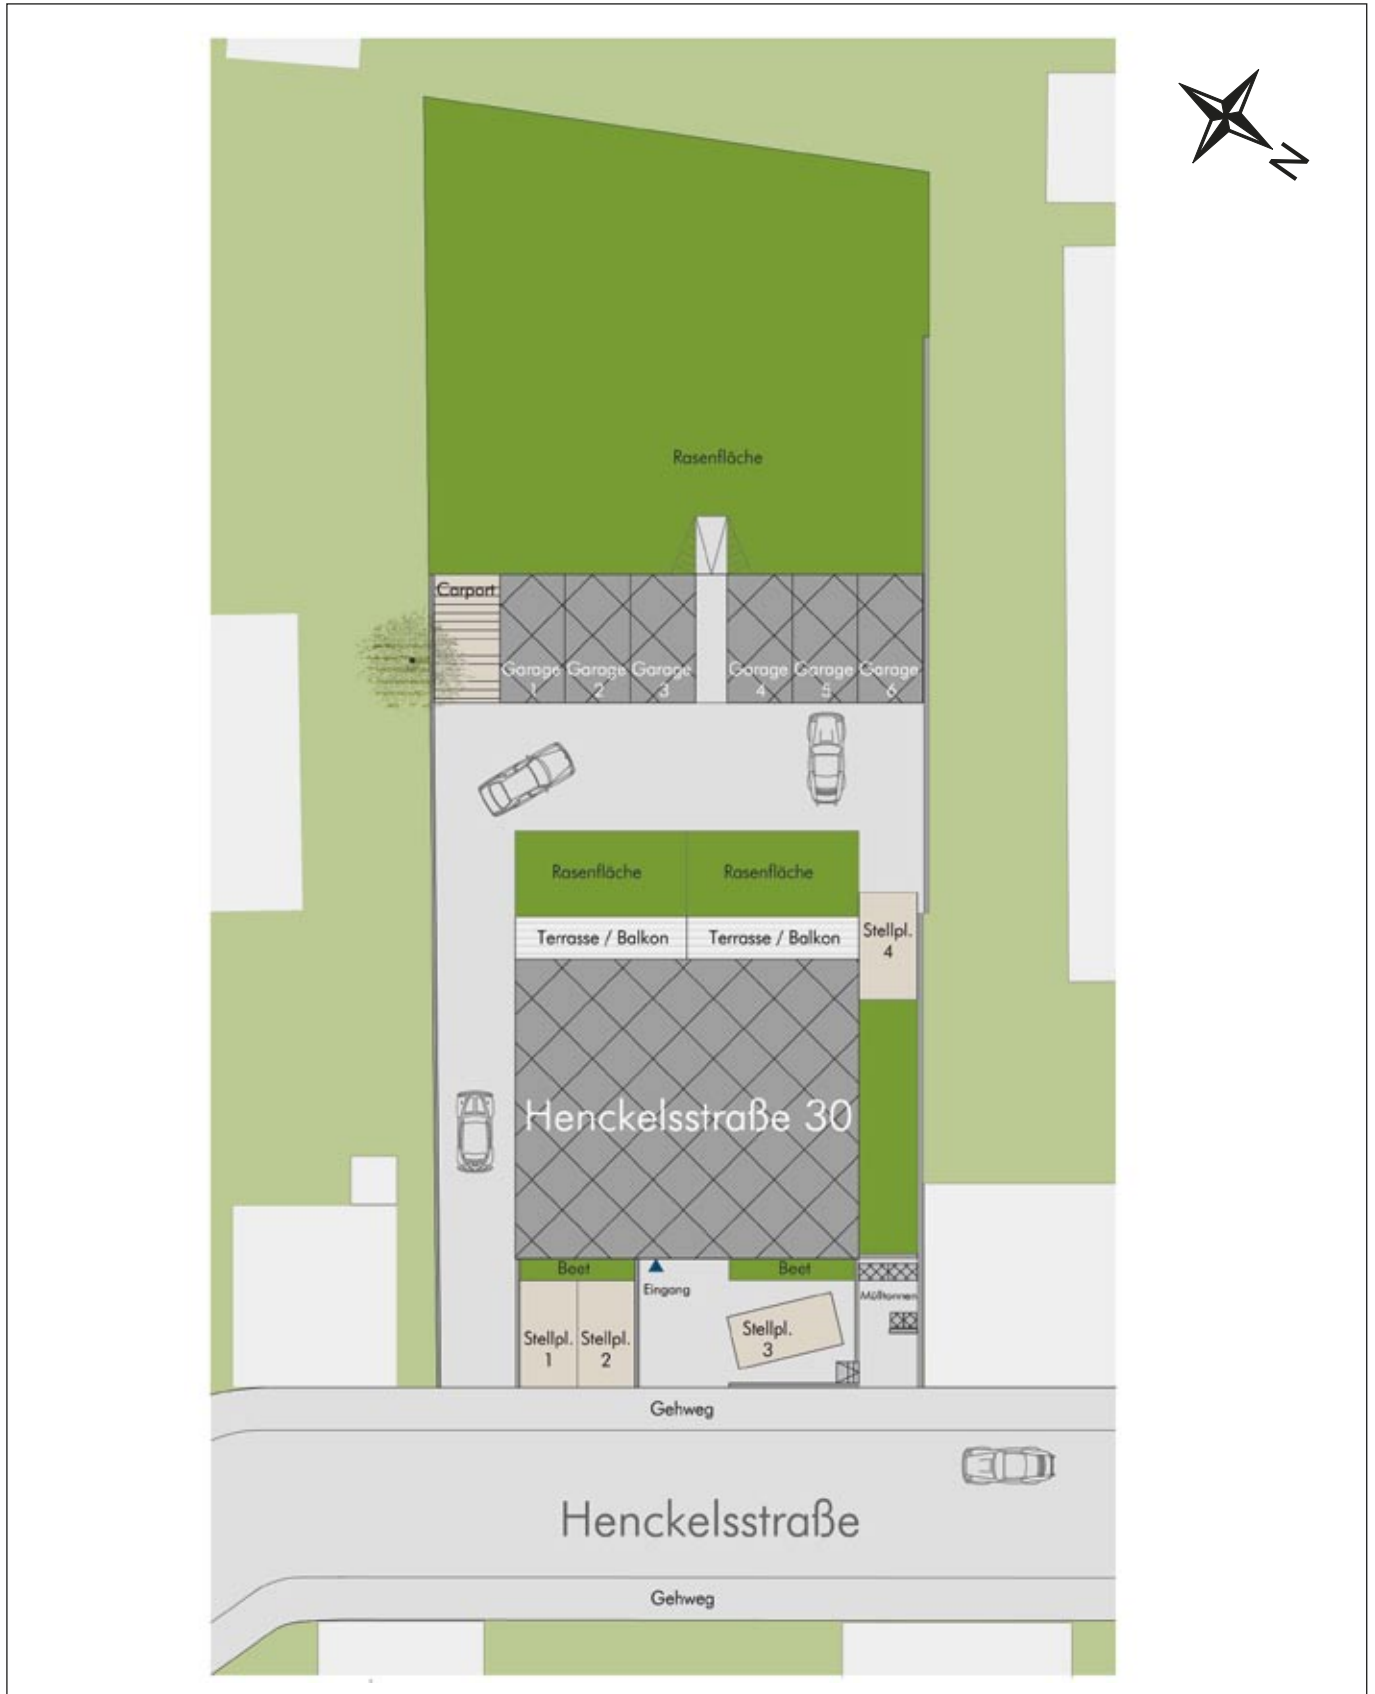 N
Rasenfläche
Carport
Garage
1
Garage
2
Garage
3
Garage
4
Garage
5
Garage
6
Rasenfläche
Rasenfläche
Terrasse / Balkon
Terrasse / Balkon
Stellpl.
4
Henckelsstraße 30
Beet
Eingang
Beet
Mülltonnen
Stellpl.
1
Stellpl.
2
Stellpl.
3
Gehweg
Henckelsstraße
Gehweg